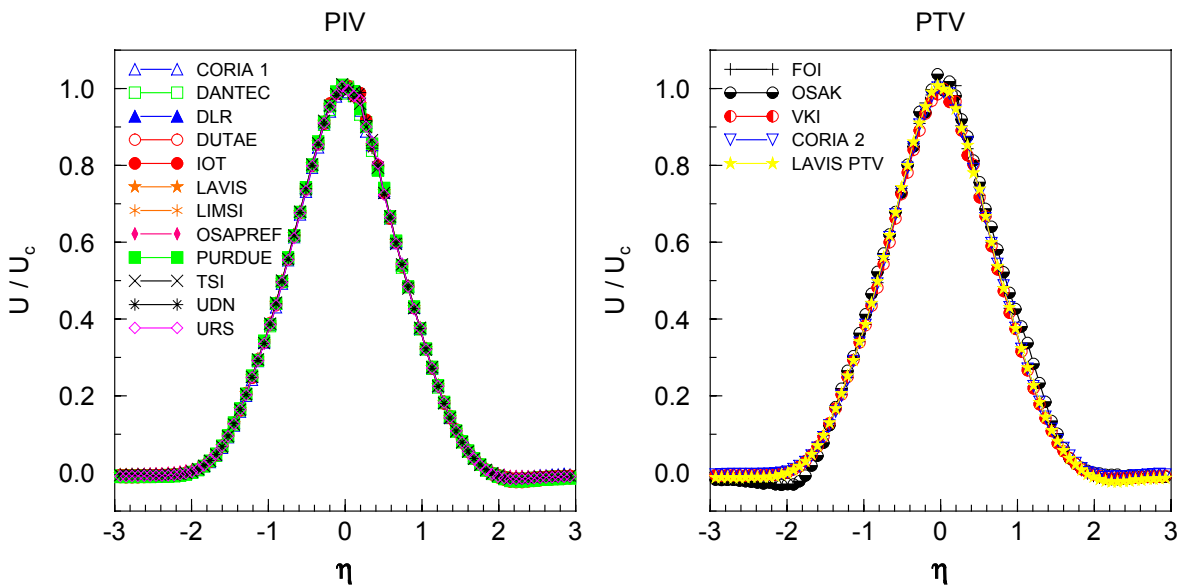 PIV
1.0
0.8
0.6
0.4
0.2
0.0
U / U_c
CORIA 1
DANTEC
DLR
DUTAE
IOT
LAVIS
LIMSI
OSAPREF
PURDUE
TSI
UDN
URS
-3 -2 -1 0 1 2 3
η
PTV
1.0
0.8
0.6
0.4
0.2
0.0
U / U_c
FOI
OSAK
VKI
CORIA 2
LAVIS PTV
-3 -2 -1 0 1 2 3
η